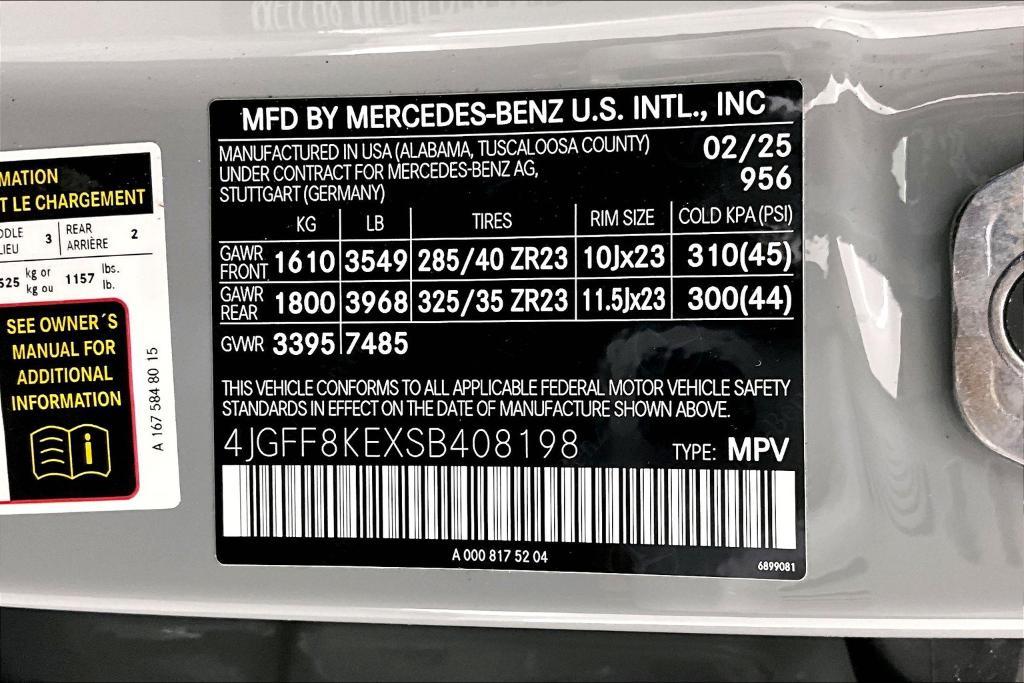 MATION
T LE CHARGEMENT
DDLE
LIEU
3
REAR
ARRIÈRE
2
525 kg or
kg ou
1157 lbs.
lb.
SEE OWNER´S
MANUAL FOR
ADDITIONAL
INFORMATION
i
A 167 584 80 15
MFD BY MERCEDES-BENZ U.S. INTL., INC
MANUFACTURED IN USA (ALABAMA, TUSCALOOSA COUNTY) 02/25
UNDER CONTRACT FOR MERCEDES-BENZ AG, 956
STUTTGART (GERMANY)
KG LB TIRES RIM SIZE COLD KPA (PSI)
GAWR FRONT 1610 3549 285/40 ZR23 10Jx23 310(45)
GAWR REAR 1800 3968 325/35 ZR23 11.5Jx23 300(44)
GVWR 3395 7485
THIS VEHICLE CONFORMS TO ALL APPLICABLE FEDERAL MOTOR VEHICLE SAFETY
STANDARDS IN EFFECT ON THE DATE OF MANUFACTURE SHOWN ABOVE.
4JGFF8KEXSB408198 TYPE: MPV
A 000 817 52 04
6899081